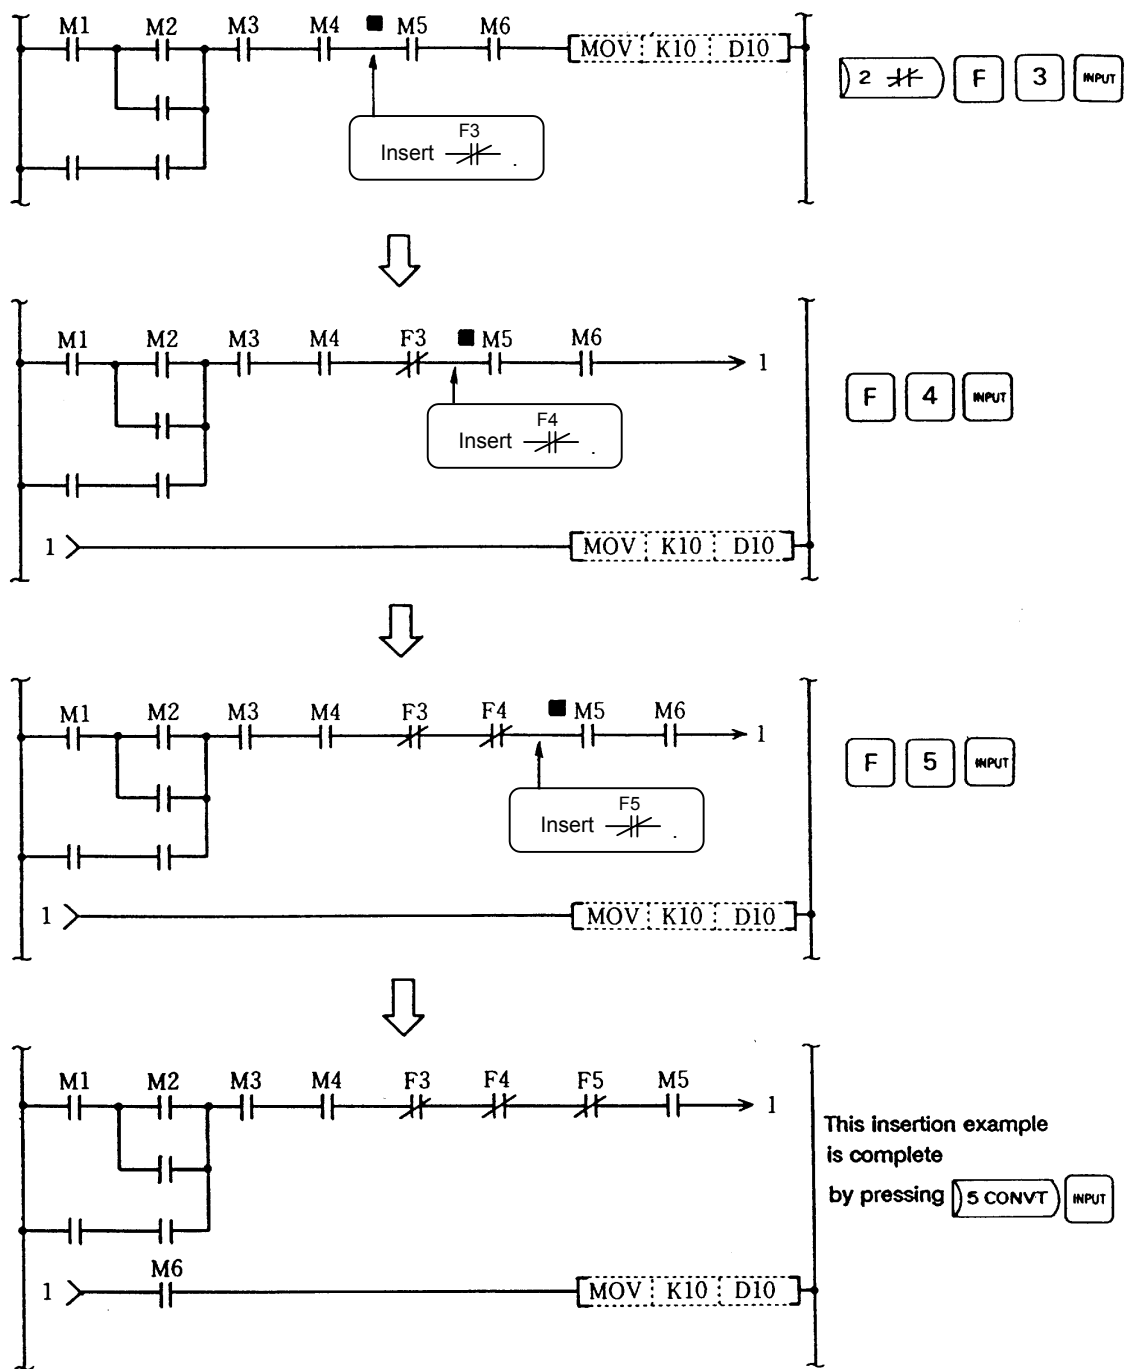 M1 M2 M3 M4 M5 M6
MOV K10 D10
2 F 3 INPUT
F3
Insert .
M1 M2 M3 M4 F3 M5 M6
1
F 4 INPUT
F4
Insert .
1 MOV K10 D10
M1 M2 M3 M4 F3 F4 M5 M6
1
F 5 INPUT
F5
Insert .
1 MOV K10 D10
M1 M2 M3 M4 F3 F4 F5 M5
1
This insertion example
is complete
by pressing 5 CONVT INPUT
M6
1 MOV K10 D10